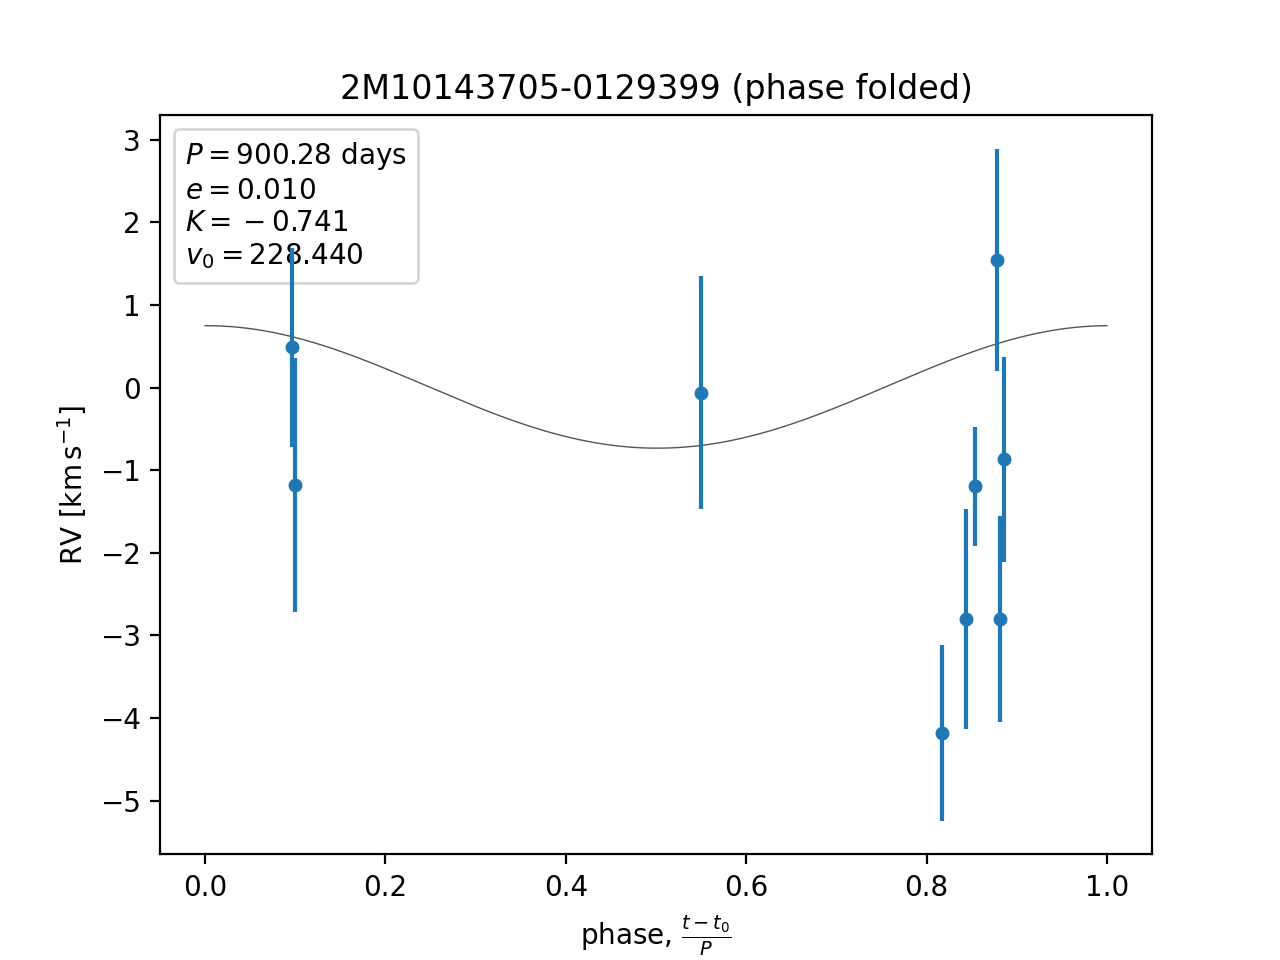 2M10143705-0129399 (phase folded)
P = 900.28 days
e = 0.010
K = −0.741
v₀ = 228.440
3
2
1
0
−1
−2
−3
−4
−5
RV [km s⁻¹]
0.0 0.2 0.4 0.6 0.8 1.0
phase, (t − t₀)/P